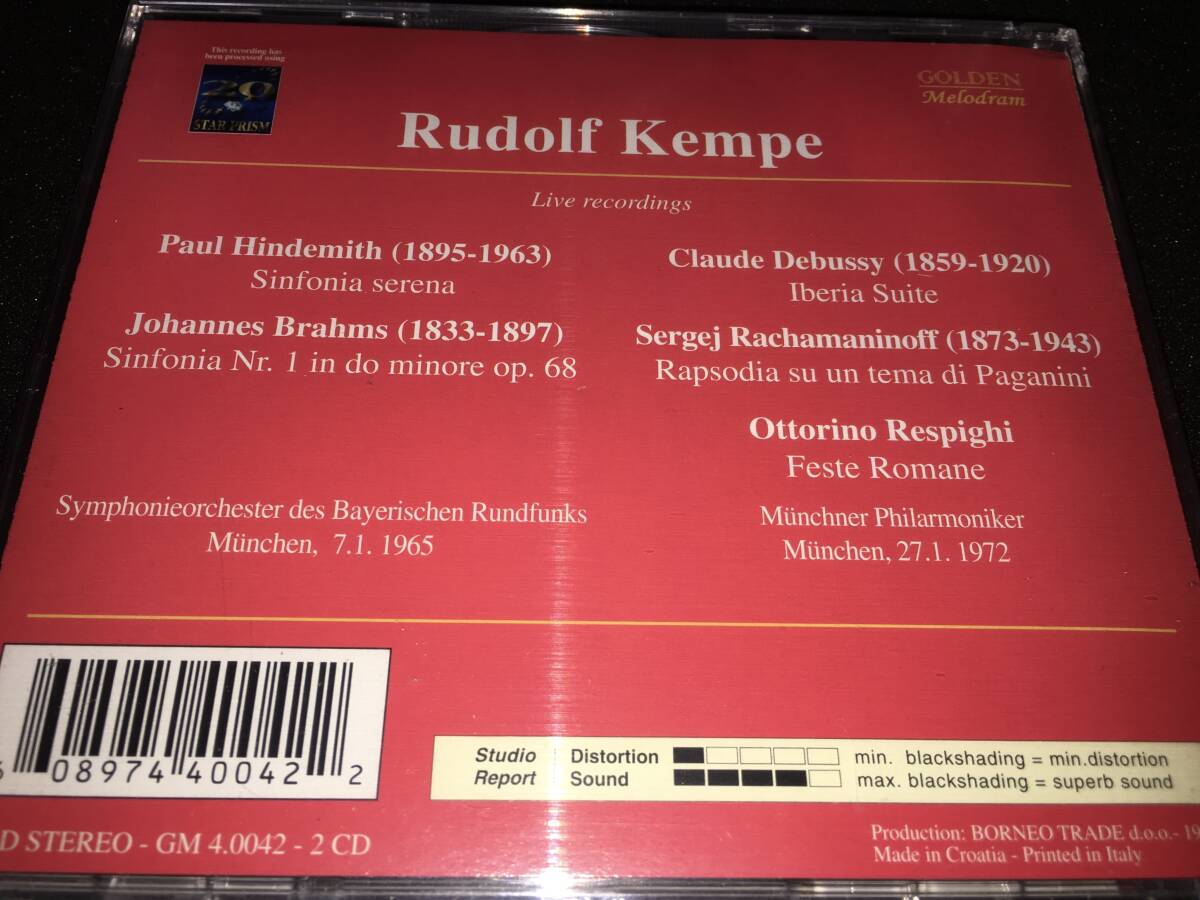 This recording has
been processed using
20
STAR PRISM
GOLDEN
Melodram
Rudolf Kempe
Live recordings
Paul Hindemith (1895-1963)
Sinfonia serena
Johannes Brahms (1833-1897)
Sinfonia Nr. 1 in do minore op. 68
Symphonieorchester des Bayerischen Rundfunks
München, 7.1. 1965
Claude Debussy (1859-1920)
Iberia Suite
Sergej Rachamaninoff (1873-1943)
Rapsodia su un tema di Paganini
Ottorino Respighi
Feste Romane
Münchner Philarmoniker
München, 27.1. 1972
08974 40042 2
Studio Report
Distortion
min. blackshading = min.distortion
Sound
max. blackshading = superb sound
D STEREO - GM 4.0042 - 2 CD
Production: BORNEO TRADE d.o.o.- 19
Made in Croatia - Printed in Italy